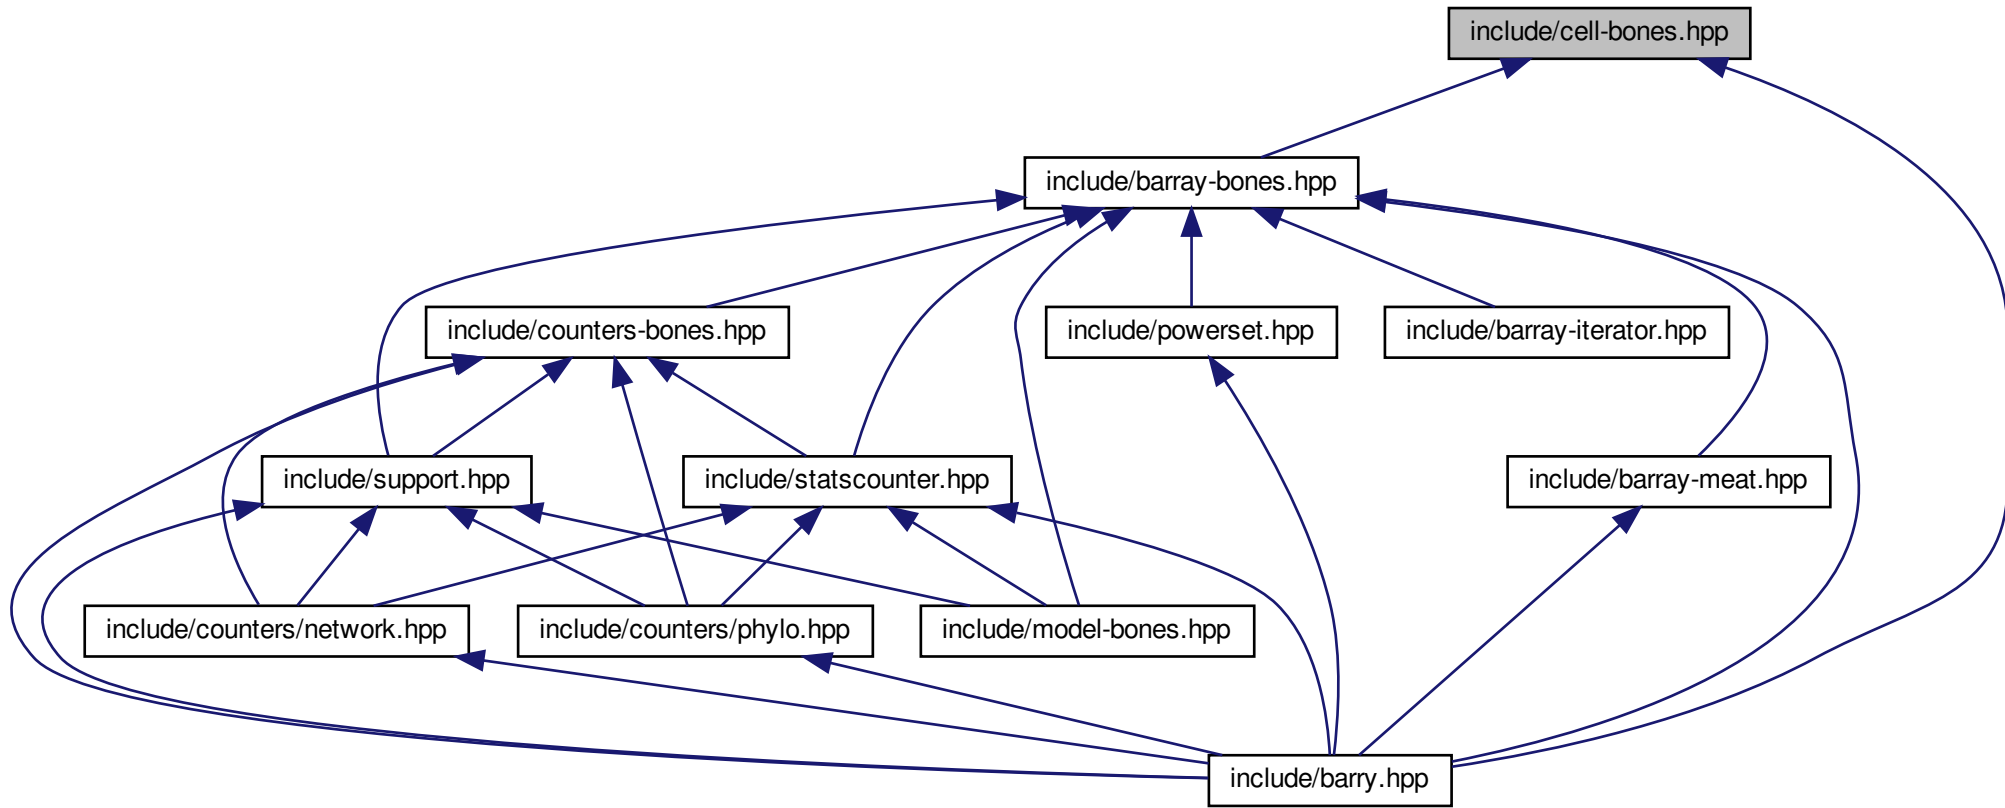 include/cell-bones.hpp
include/barray-bones.hpp
include/counters-bones.hpp
include/powerset.hpp
include/barray-iterator.hpp
include/support.hpp
include/statscounter.hpp
include/barray-meat.hpp
include/counters/network.hpp
include/counters/phylo.hpp
include/model-bones.hpp
include/barry.hpp